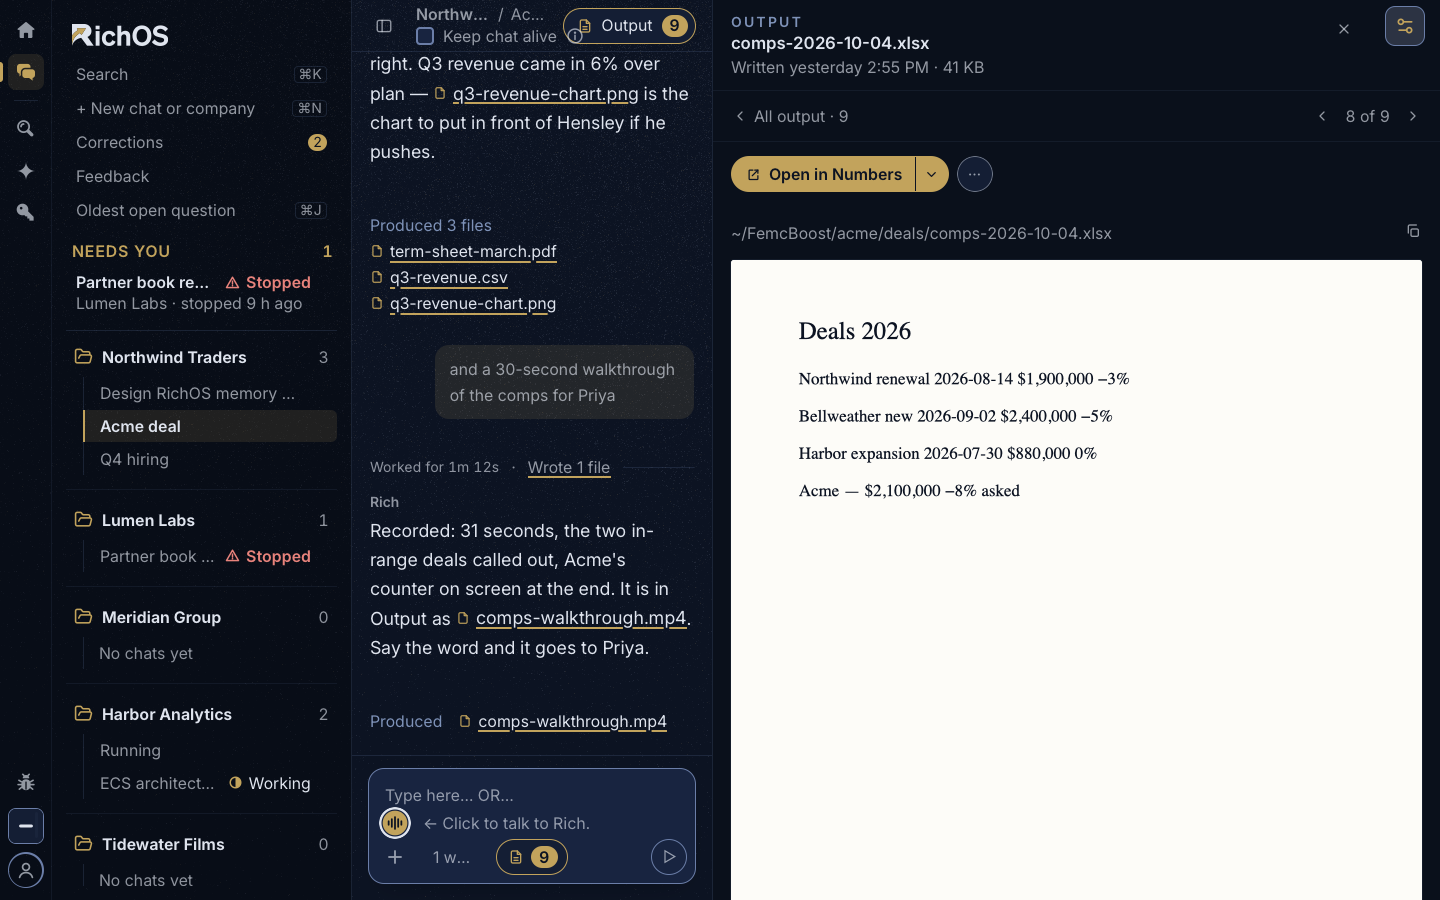 RichOS
Search ⌘K
+ New chat or company ⌘N
Corrections 2
Feedback
Oldest open question ⌘J
NEEDS YOU 1
Partner book re... Stopped
Lumen Labs · stopped 9 h ago
Northwind Traders 3
Design RichOS memory ...
Acme deal
Q4 hiring
Lumen Labs 1
Partner book ... Stopped
Meridian Group 0
No chats yet
Harbor Analytics 2
Running
ECS architect... Working
Tidewater Films 0
No chats yet
Northw... / Ac...
Keep chat alive
Output 9
right. Q3 revenue came in 6% over
plan — q3-revenue-chart.png is the
chart to put in front of Hensley if he
pushes.
Produced 3 files
term-sheet-march.pdf
q3-revenue.csv
q3-revenue-chart.png
and a 30-second walkthrough
of the comps for Priya
Worked for 1m 12s · Wrote 1 file
Rich
Recorded: 31 seconds, the two in-
range deals called out, Acme's
counter on screen at the end. It is in
Output as comps-walkthrough.mp4.
Say the word and it goes to Priya.
Produced comps-walkthrough.mp4
Type here... OR...
← Click to talk to Rich.
1 w... 9
OUTPUT
comps-2026-10-04.xlsx
Written yesterday 2:55 PM · 41 KB
All output · 9
8 of 9
Open in Numbers
~/FemcBoost/acme/deals/comps-2026-10-04.xlsx
Deals 2026
Northwind renewal 2026-08-14 $1,900,000 −3%
Bellweather new 2026-09-02 $2,400,000 −5%
Harbor expansion 2026-07-30 $880,000 0%
Acme — $2,100,000 −8% asked